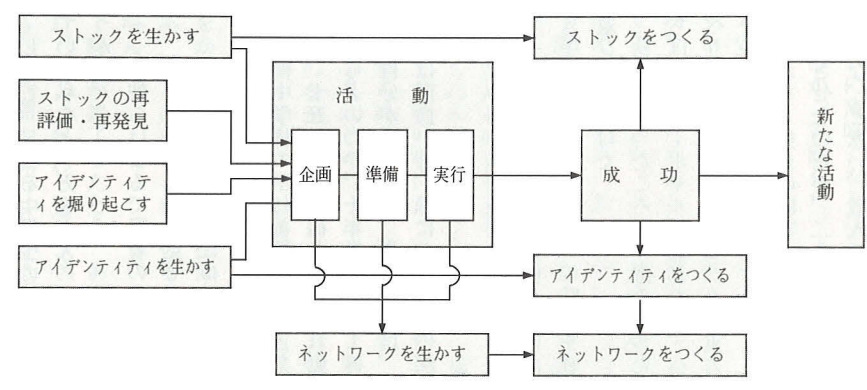 ストックを生かす
ストックをつくる
ストックの再
評価・再発見
活　動
企画
準備
実行
成　功
新たな活動
アイデンティテ
ィを堀り起こす
アイデンティティを生かす
アイデンティティをつくる
ネットワークを生かす
ネットワークをつくる